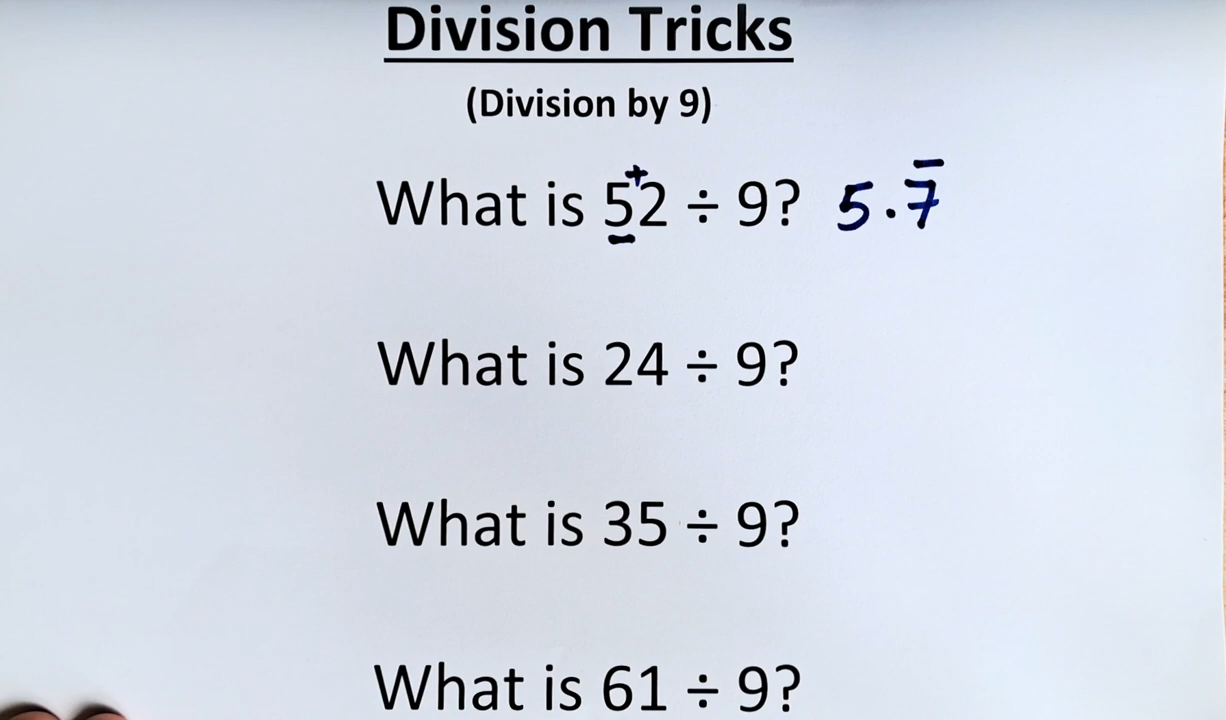 Division Tricks
(Division by 9)
What is 52 ÷ 9? 5.7̅
What is 24 ÷ 9?
What is 35 ÷ 9?
What is 61 ÷ 9?